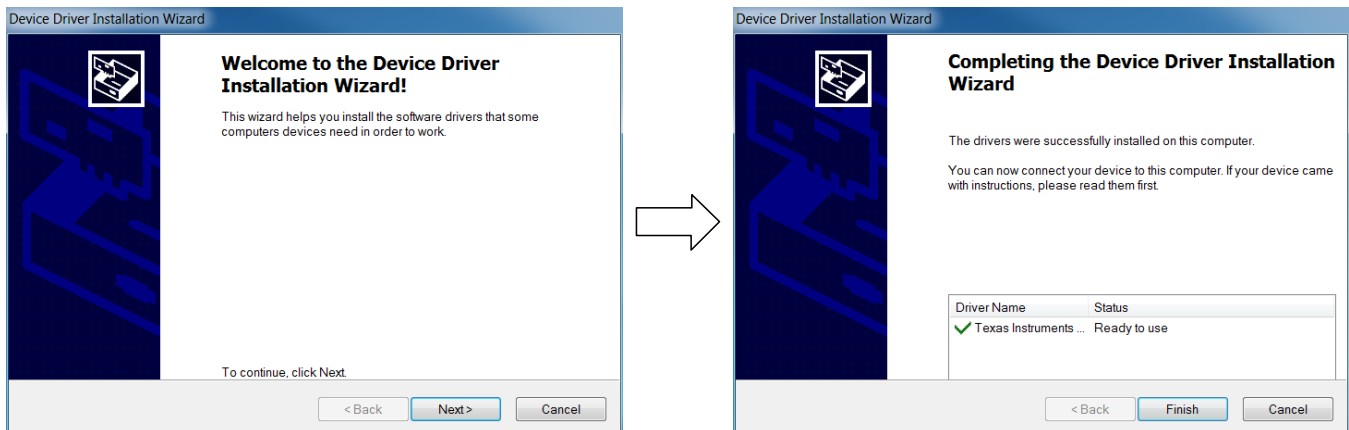 Device Driver Installation Wizard
Welcome to the Device Driver
Installation Wizard!
This wizard helps you install the software drivers that some
computers devices need in order to work.
To continue, click Next.
< Back
Next >
Cancel
Device Driver Installation Wizard
Completing the Device Driver Installation
Wizard
The drivers were successfully installed on this computer.
You can now connect your device to this computer. If your device came
with instructions, please read them first.
Driver Name Status
Texas Instruments ... Ready to use
< Back
Finish
Cancel